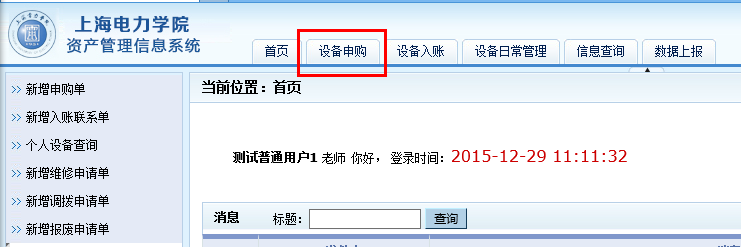 上海电力学院
资产管理信息系统
首页 设备申购 设备入账 设备日常管理 信息查询 数据上报
新增申购单
新增入账联系单
个人设备查询
新增维修申请单
新增调拨申请单
新增报废申请单
当前位置：首页
测试普通用户1 老师 你好， 登录时间：2015-12-29 11:11:32
消息 标题： 查询